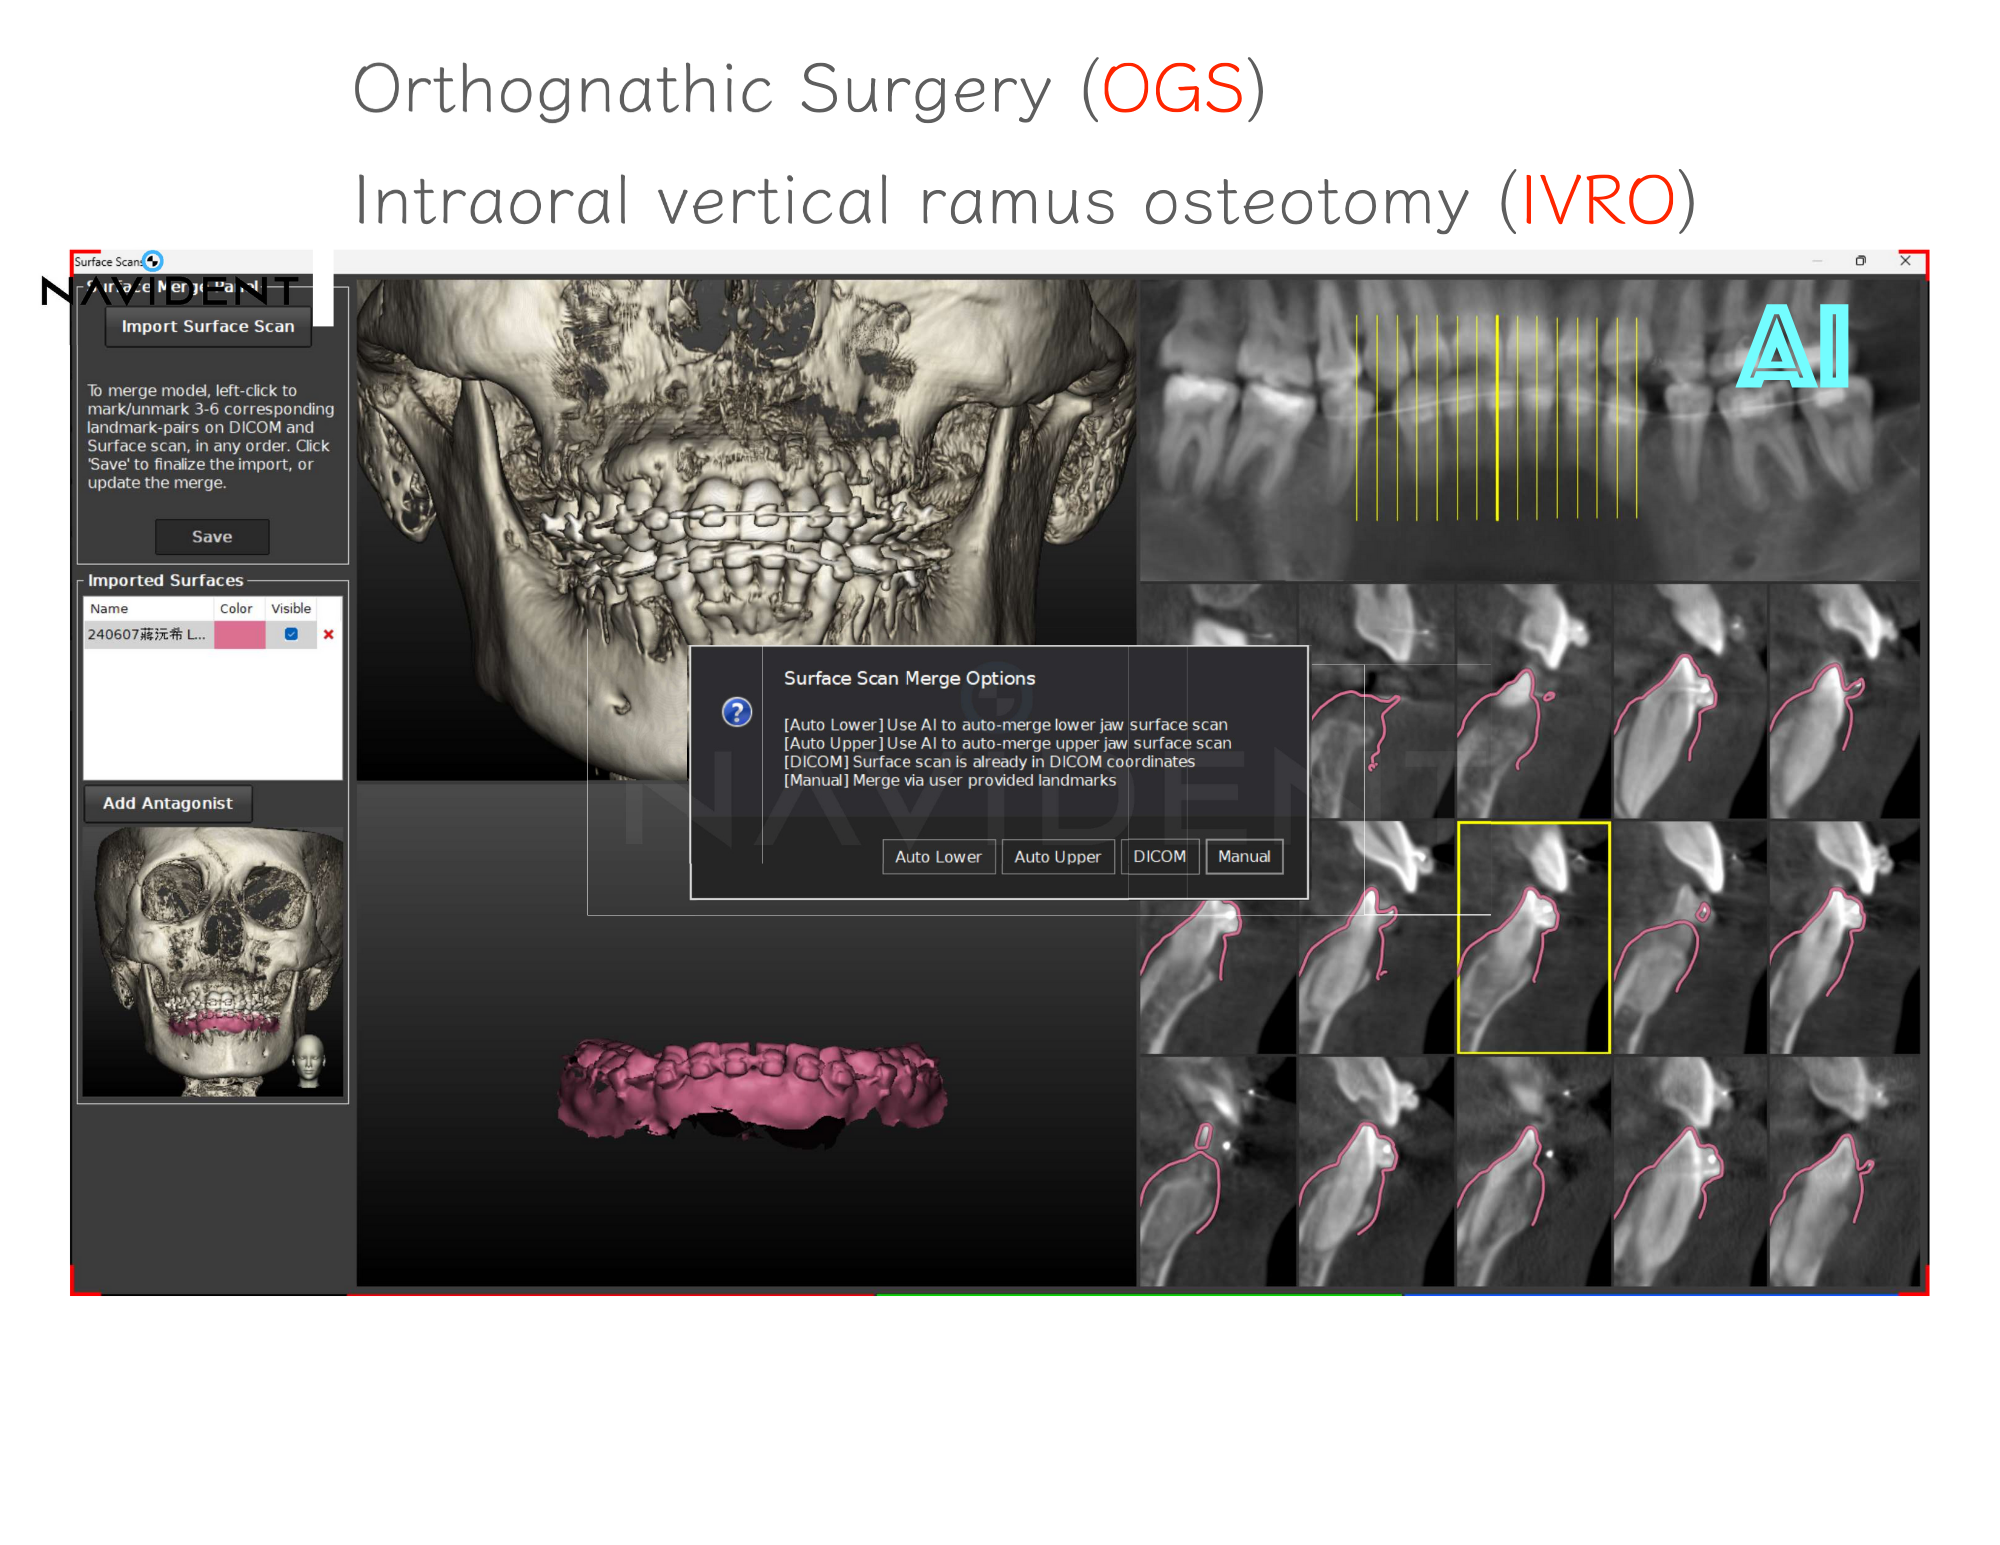 Orthognathic Surgery (OGS)
Intraoral vertical ramus osteotomy (IVRO)
Surface Scans
NAVIDENT
Surface Merge Panel
Import Surface Scan
To merge model, left-click to
mark/unmark 3-6 corresponding
landmark-pairs on DICOM and
Surface scan, in any order. Click
'Save' to finalize the import, or
update the merge.
Save
Imported Surfaces
Name Color Visible
240607蔣沅希 L...
Add Antagonist
AI
Surface Scan Merge Options
[Auto Lower] Use AI to auto-merge lower jaw surface scan
[Auto Upper] Use AI to auto-merge upper jaw surface scan
[DICOM] Surface scan is already in DICOM coordinates
[Manual] Merge via user provided landmarks
Auto Lower Auto Upper DICOM Manual
NAVIDENT